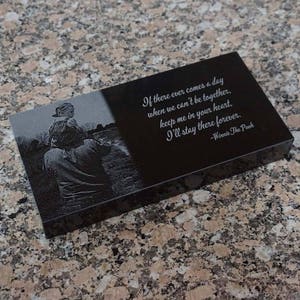 If there ever comes a day
when we can't be together,
keep me in your heart.
I'll stay there forever.
-Winnie The Pooh